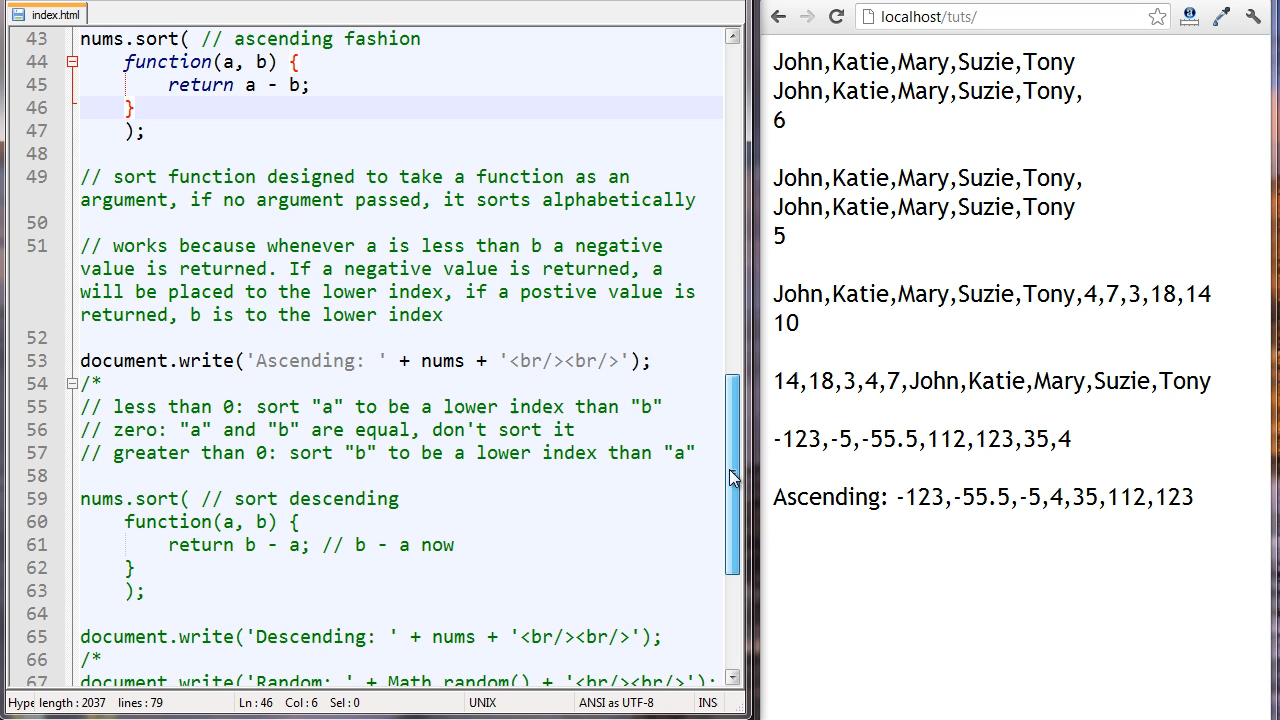 index.html
43 nums.sort( // ascending fashion
44 function(a, b) {
45 return a - b;
46 }
47 );
48
49 // sort function designed to take a function as an
argument, if no argument passed, it sorts alphabetically
50
51 // works because whenever a is less than b a negative
value is returned. If a negative value is returned, a
will be placed to the lower index, if a postive value is
returned, b is to the lower index
52
53 document.write('Ascending: ' + nums + '<br/><br/>');
54 /*
55 // less than 0: sort "a" to be a lower index than "b"
56 // zero: "a" and "b" are equal, don't sort it
57 // greater than 0: sort "b" to be a lower index than "a"
58
59 nums.sort( // sort descending
60 function(a, b) {
61 return b - a; // b - a now
62 }
63 );
64
65 document.write('Descending: ' + nums + '<br/><br/>');
66 /*
67 document.write('Random: ' + Math.random() + '<br/><br/>');
Hype length : 2037 lines : 79 Ln : 46 Col : 6 Sel : 0 UNIX ANSI as UTF-8 INS
localhost/tuts/
John,Katie,Mary,Suzie,Tony
John,Katie,Mary,Suzie,Tony,
6
John,Katie,Mary,Suzie,Tony,
John,Katie,Mary,Suzie,Tony
5
John,Katie,Mary,Suzie,Tony,4,7,3,18,14
10
14,18,3,4,7,John,Katie,Mary,Suzie,Tony
-123,-5,-55.5,112,123,35,4
Ascending: -123,-55.5,-5,4,35,112,123